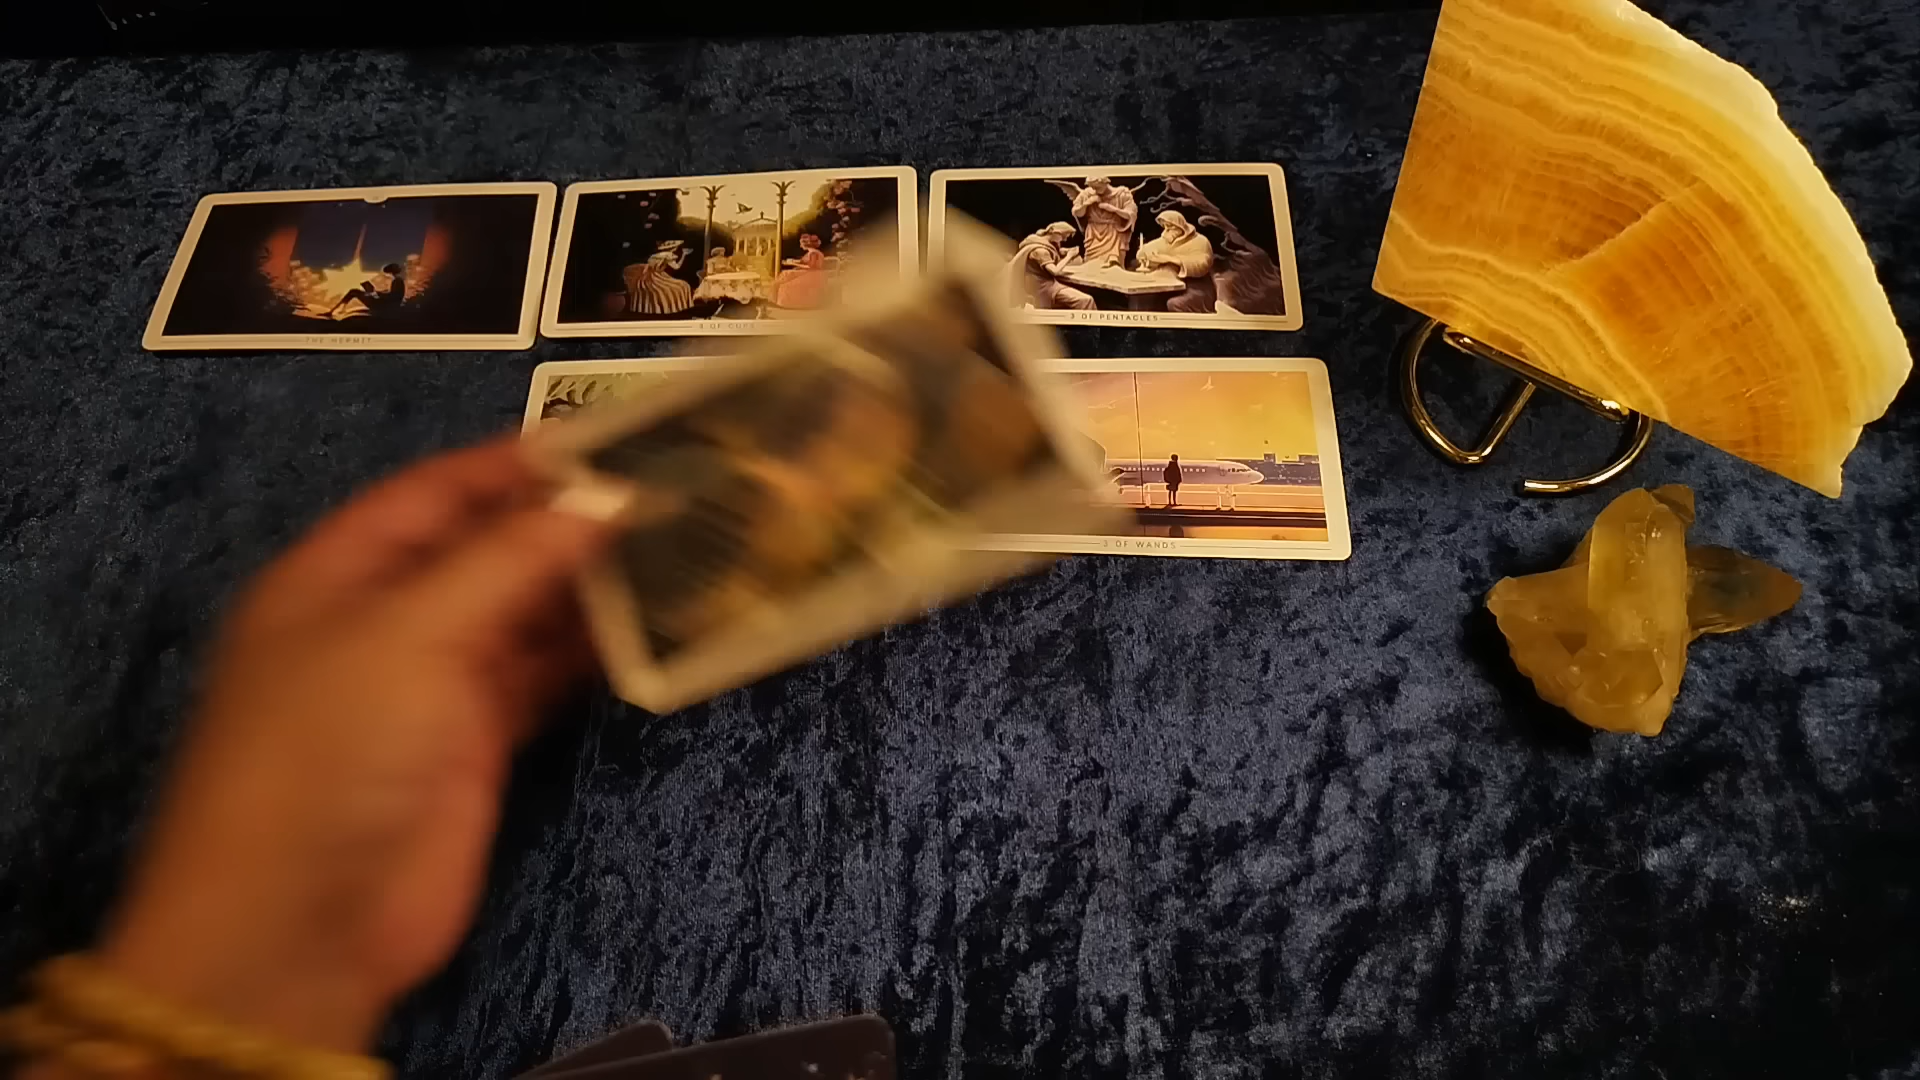 THE HERMIT
3 OF CUPS
3 OF PENTACLES
3 OF WANDS